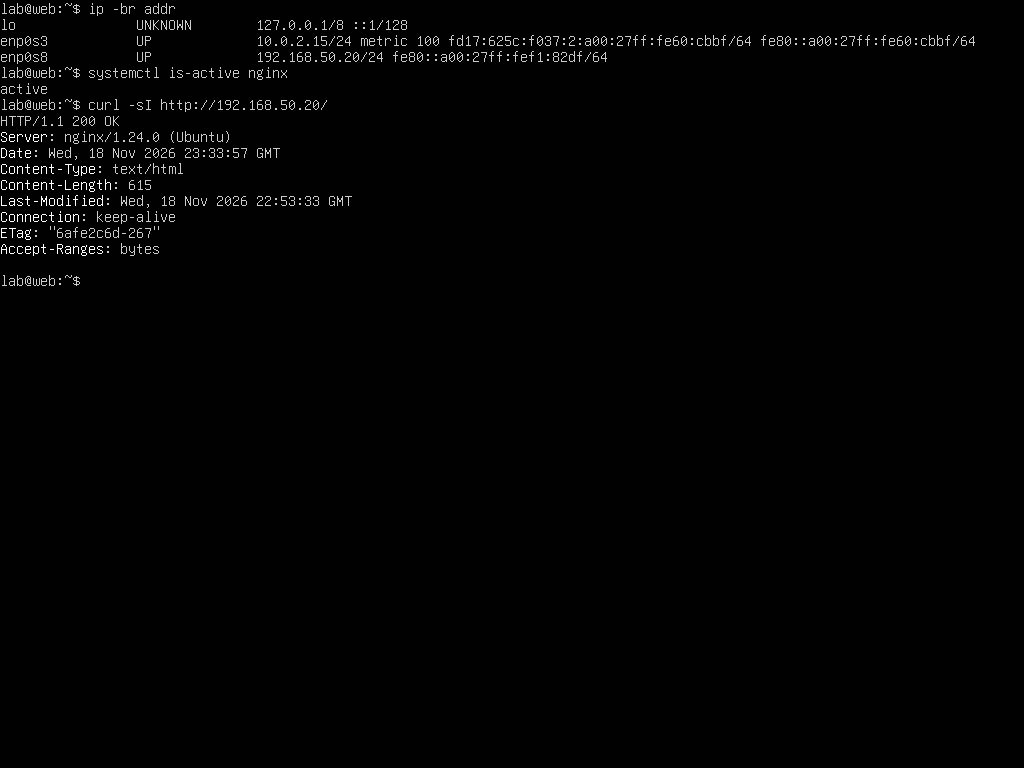 lab@web:~$ ip -br addr
lo               UNKNOWN        127.0.0.1/8 ::1/128
enp0s3           UP             10.0.2.15/24 metric 100 fd17:625c:f037:2:a00:27ff:fe60:cbbf/64 fe80::a00:27ff:fe60:cbbf/64
enp0s8           UP             192.168.50.20/24 fe80::a00:27ff:fef1:82df/64
lab@web:~$ systemctl is-active nginx
active
lab@web:~$ curl -sI http://192.168.50.20/
HTTP/1.1 200 OK
Server: nginx/1.24.0 (Ubuntu)
Date: Wed, 18 Nov 2026 23:33:57 GMT
Content-Type: text/html
Content-Length: 615
Last-Modified: Wed, 18 Nov 2026 22:53:33 GMT
Connection: keep-alive
ETag: "6afe2c6d-267"
Accept-Ranges: bytes

lab@web:~$